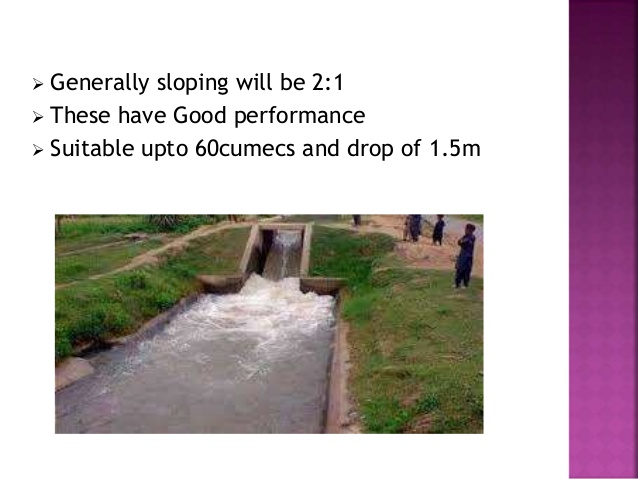 ➢ Generally sloping will be 2:1
➢ These have Good performance
➢ Suitable upto 60cumecs and drop of 1.5m